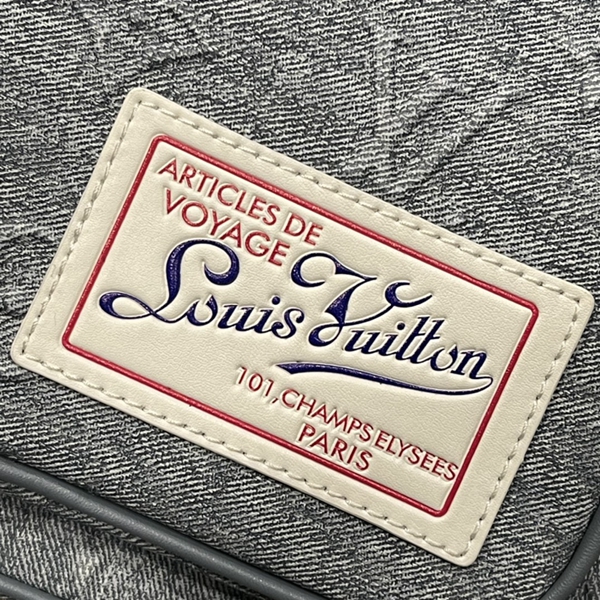 ARTICLES DE
VOYAGE
Louis Vuitton
101, CHAMPS ELYSEES
PARIS